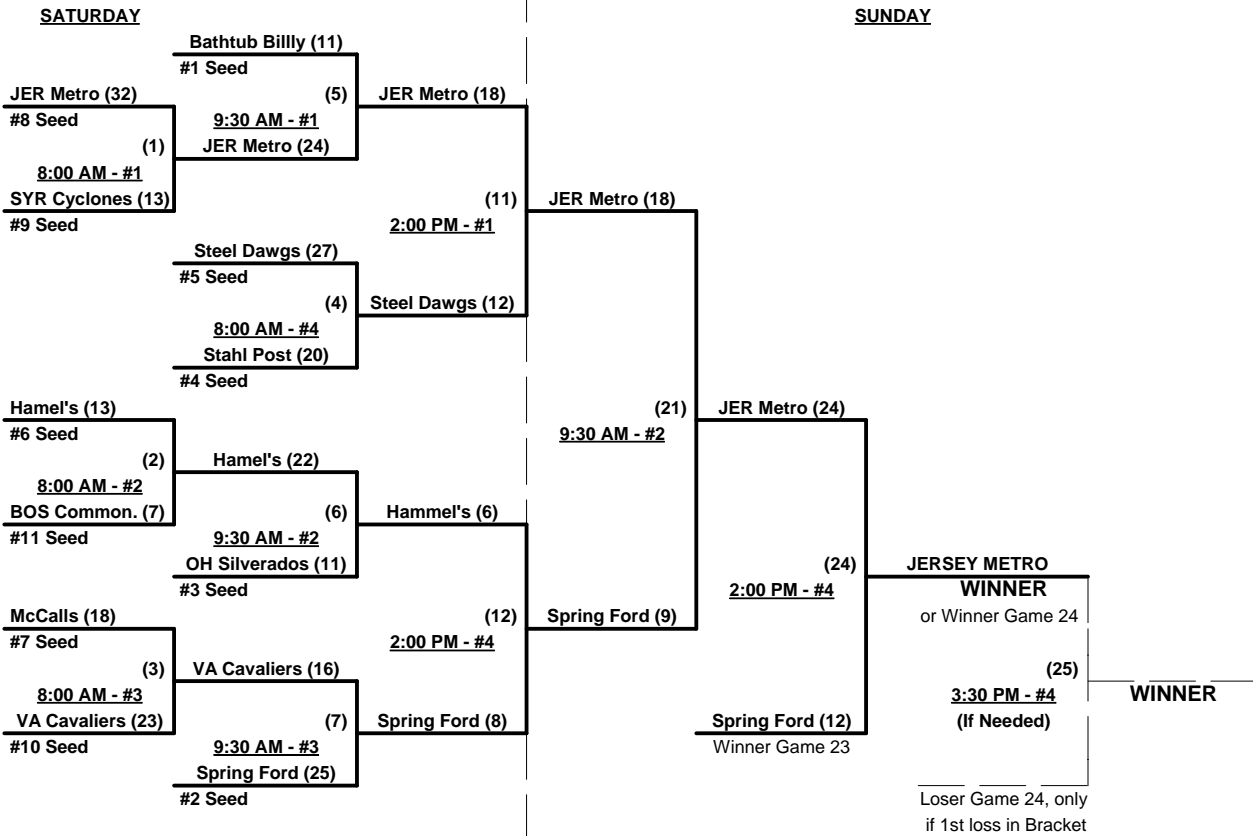 SATURDAY
SUNDAY
Bathtub Billly (11)
#1 Seed
JER Metro (32)
(5)
JER Metro (18)
#8 Seed
9:30 AM - #1
(1)
JER Metro (24)
8:00 AM - #1
SYR Cyclones (13)
(11)
JER Metro (18)
#9 Seed
2:00 PM - #1
Steel Dawgs (27)
#5 Seed
(4)
Steel Dawgs (12)
8:00 AM - #4
Stahl Post (20)
#4 Seed
Hamel's (13)
(21)
JER Metro (24)
#6 Seed
9:30 AM - #2
(2)
Hamel's (22)
8:00 AM - #2
BOS Common. (7)
(6)
Hammel's (6)
#11 Seed
9:30 AM - #2
OH Silverados (11)
(24)
JERSEY METRO
#3 Seed
2:00 PM - #4
WINNER
McCalls (18)
(12)
Spring Ford (9)
or Winner Game 24
#7 Seed
2:00 PM - #4
(3)
VA Cavaliers (16)
(25)
8:00 AM - #3
3:30 PM - #4
WINNER
VA Cavaliers (23)
(7)
Spring Ford (8)
Spring Ford (12)
(If Needed)
#10 Seed
9:30 AM - #3
Winner Game 23
Spring Ford (25)
#2 Seed
Loser Game 24, only
if 1st loss in Bracket